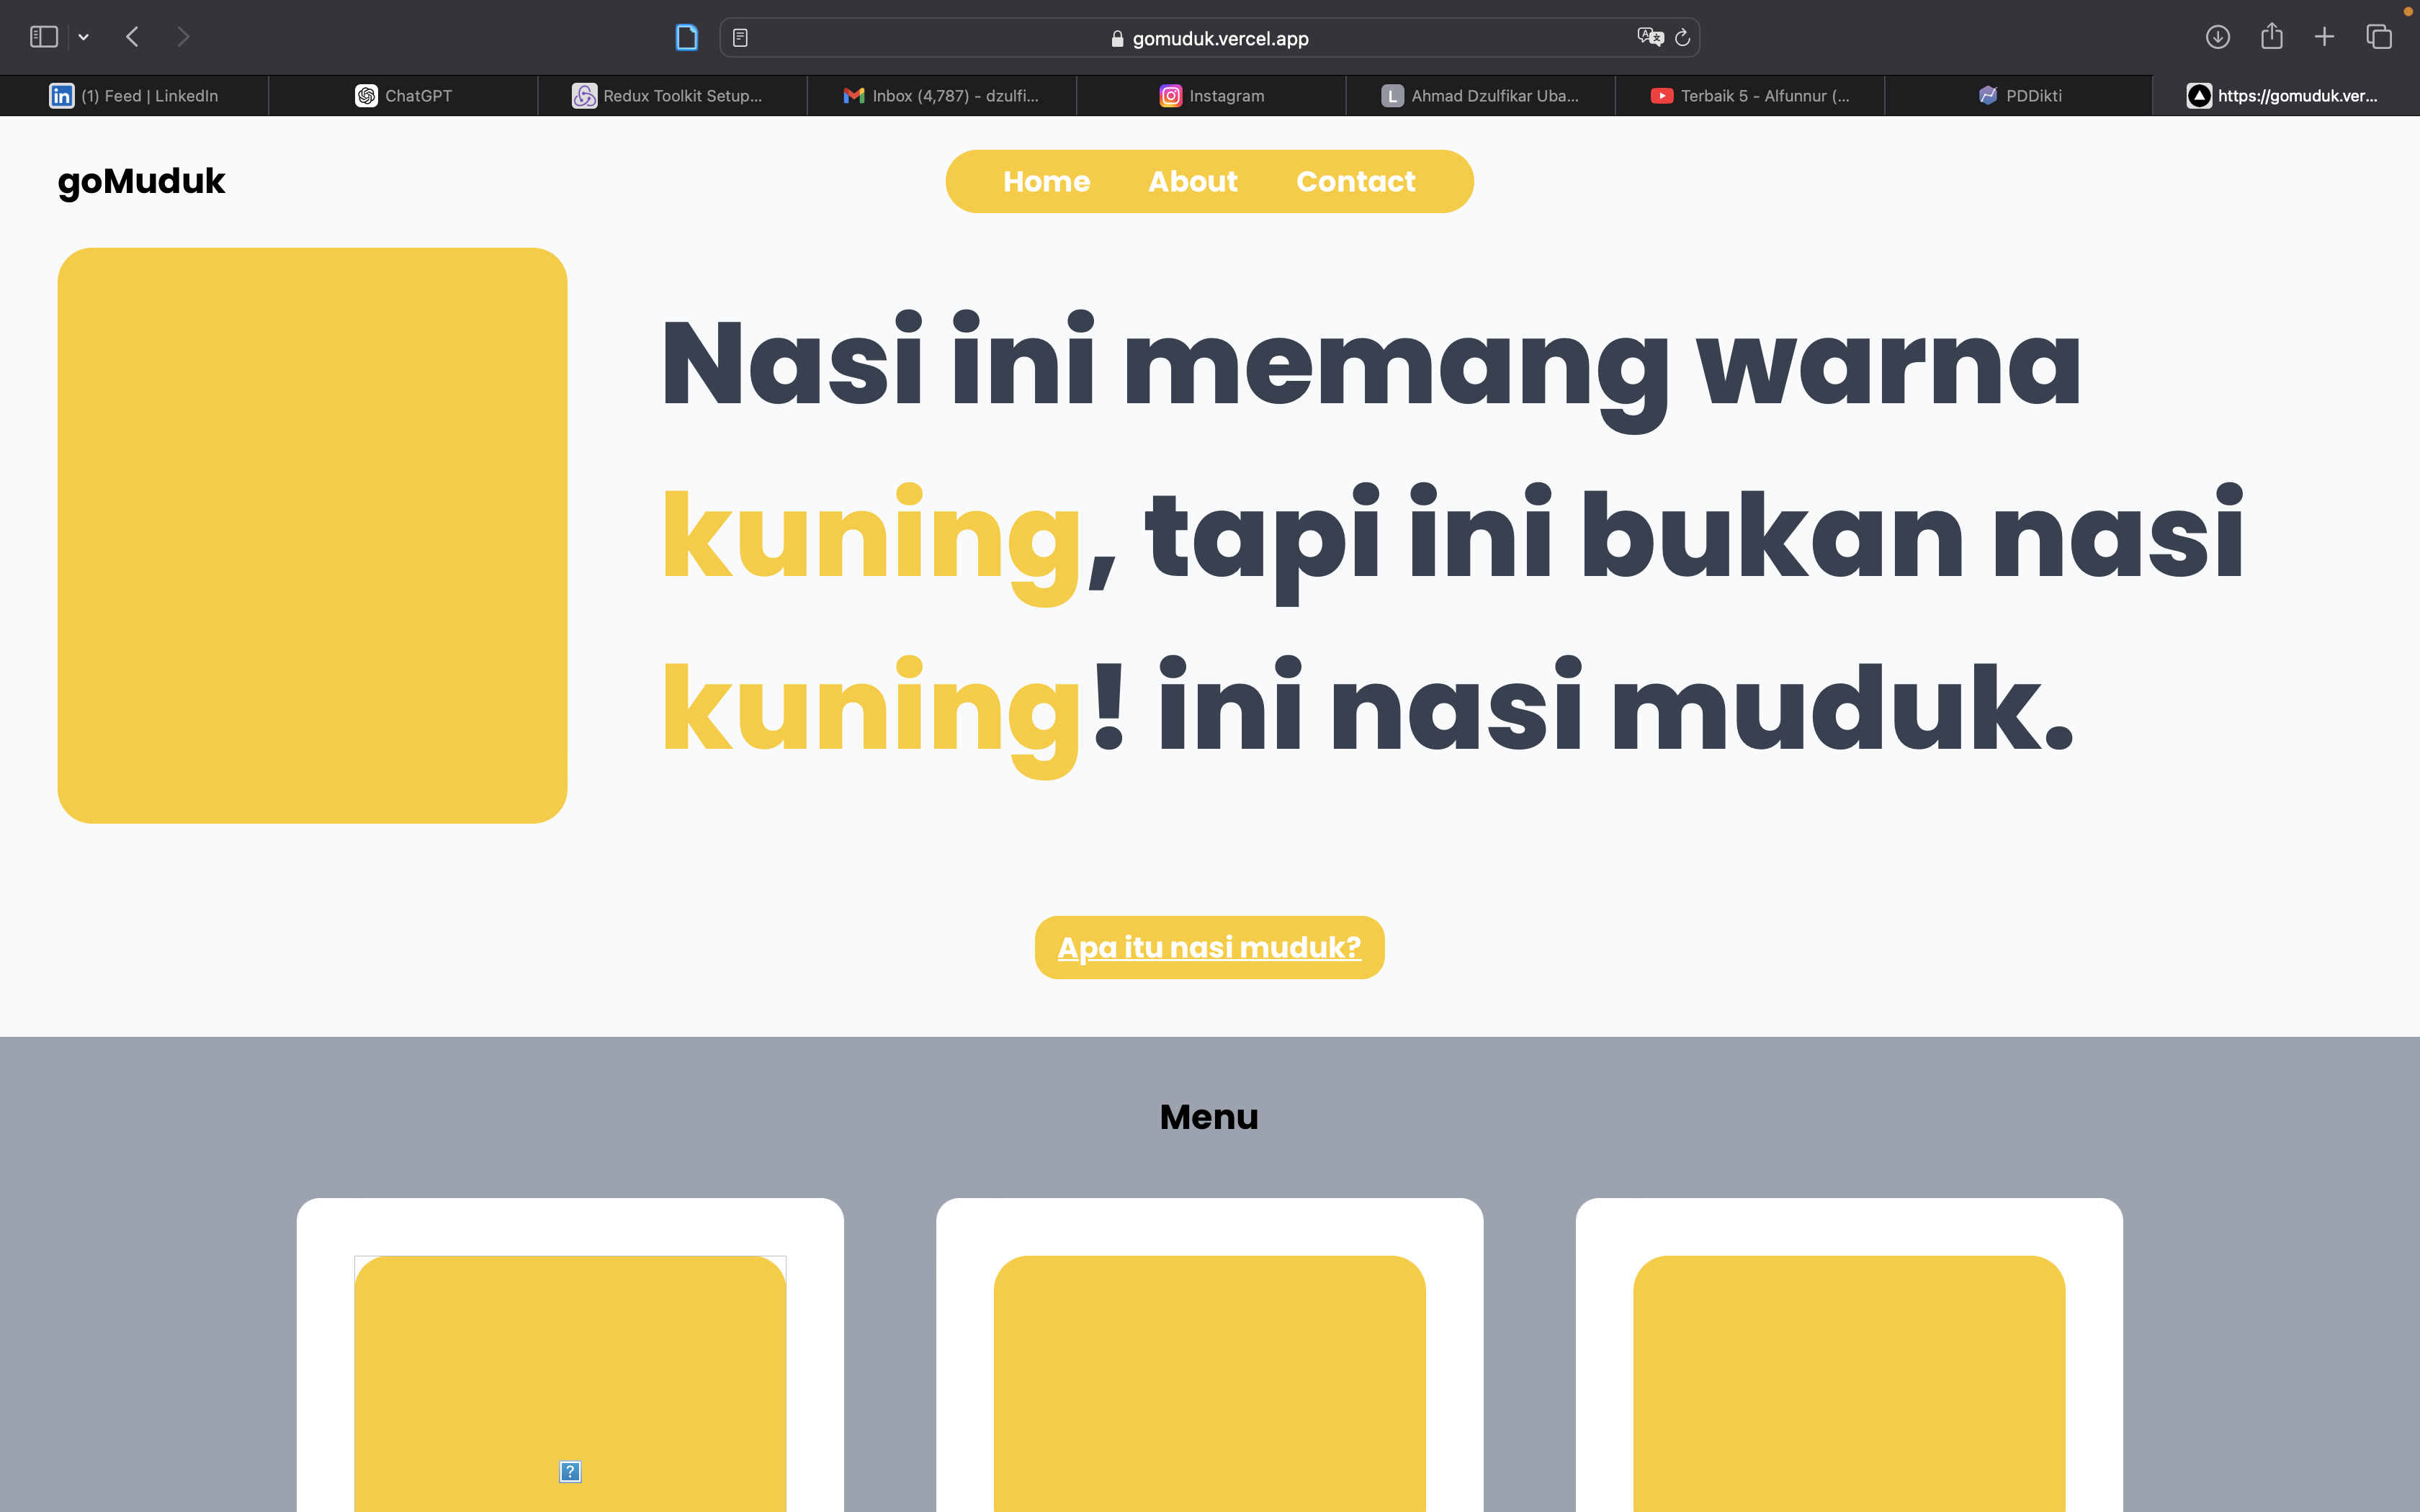 gomuduk.vercel.app
(1) Feed | LinkedIn
ChatGPT
Redux Toolkit Setup...
Inbox (4,787) - dzulfi...
Instagram
L
Ahmad Dzulfikar Uba...
Terbaik 5 - Alfunnur (...
PDDikti
https://gomuduk.ver...
goMuduk
Home
About
Contact
Nasi ini memang warna
kuning, tapi ini bukan nasi
kuning! ini nasi muduk.
Apa itu nasi muduk?
Menu
?